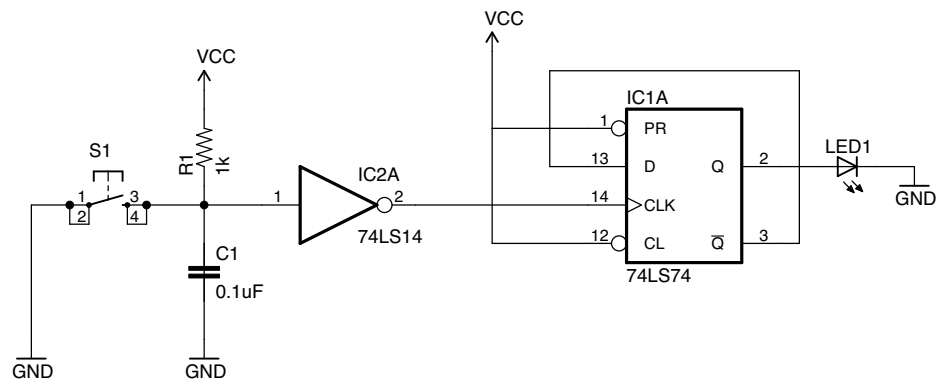 VCC
VCC
IC1A
S1
R1
1k
1
PR
LED1
13
D
Q
2
IC2A
1
3
2
4
1
2
14
CLK
GND
74LS14
12
CL
Q
3
C1
74LS74
0.1uF
GND
GND